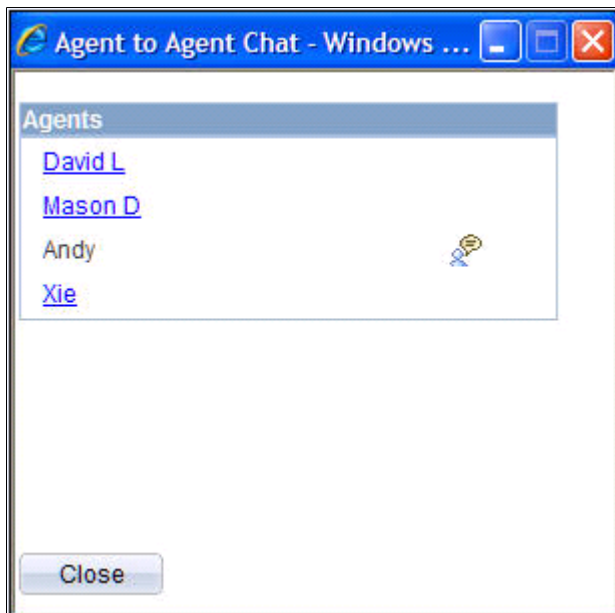 Agent to Agent Chat - Windows ...
Agents
David L
Mason D
Andy
Xie
Close